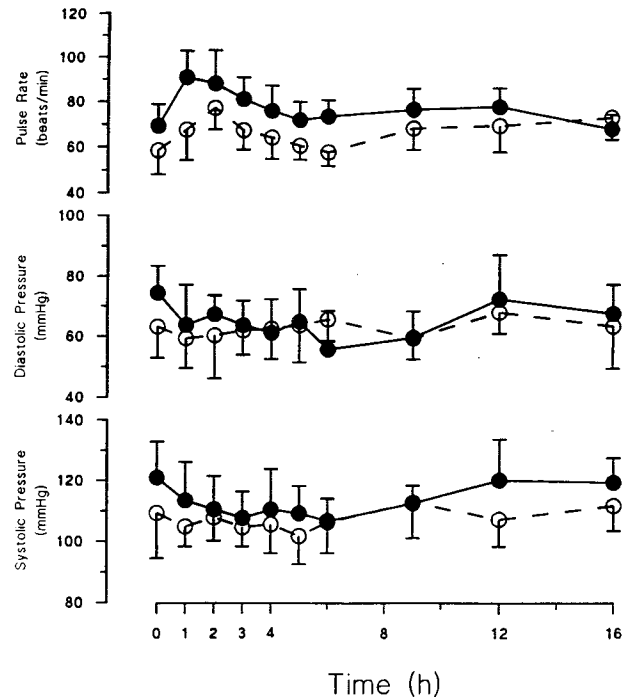 120
100
80
60
40
Pulse Rate
(beats/min)
100
80
60
40
Diastolic Pressure
(mmHg)
140
120
100
80
Systolic Pressure
(mmHg)
0 1 2 3 4 8 12 16
Time (h)